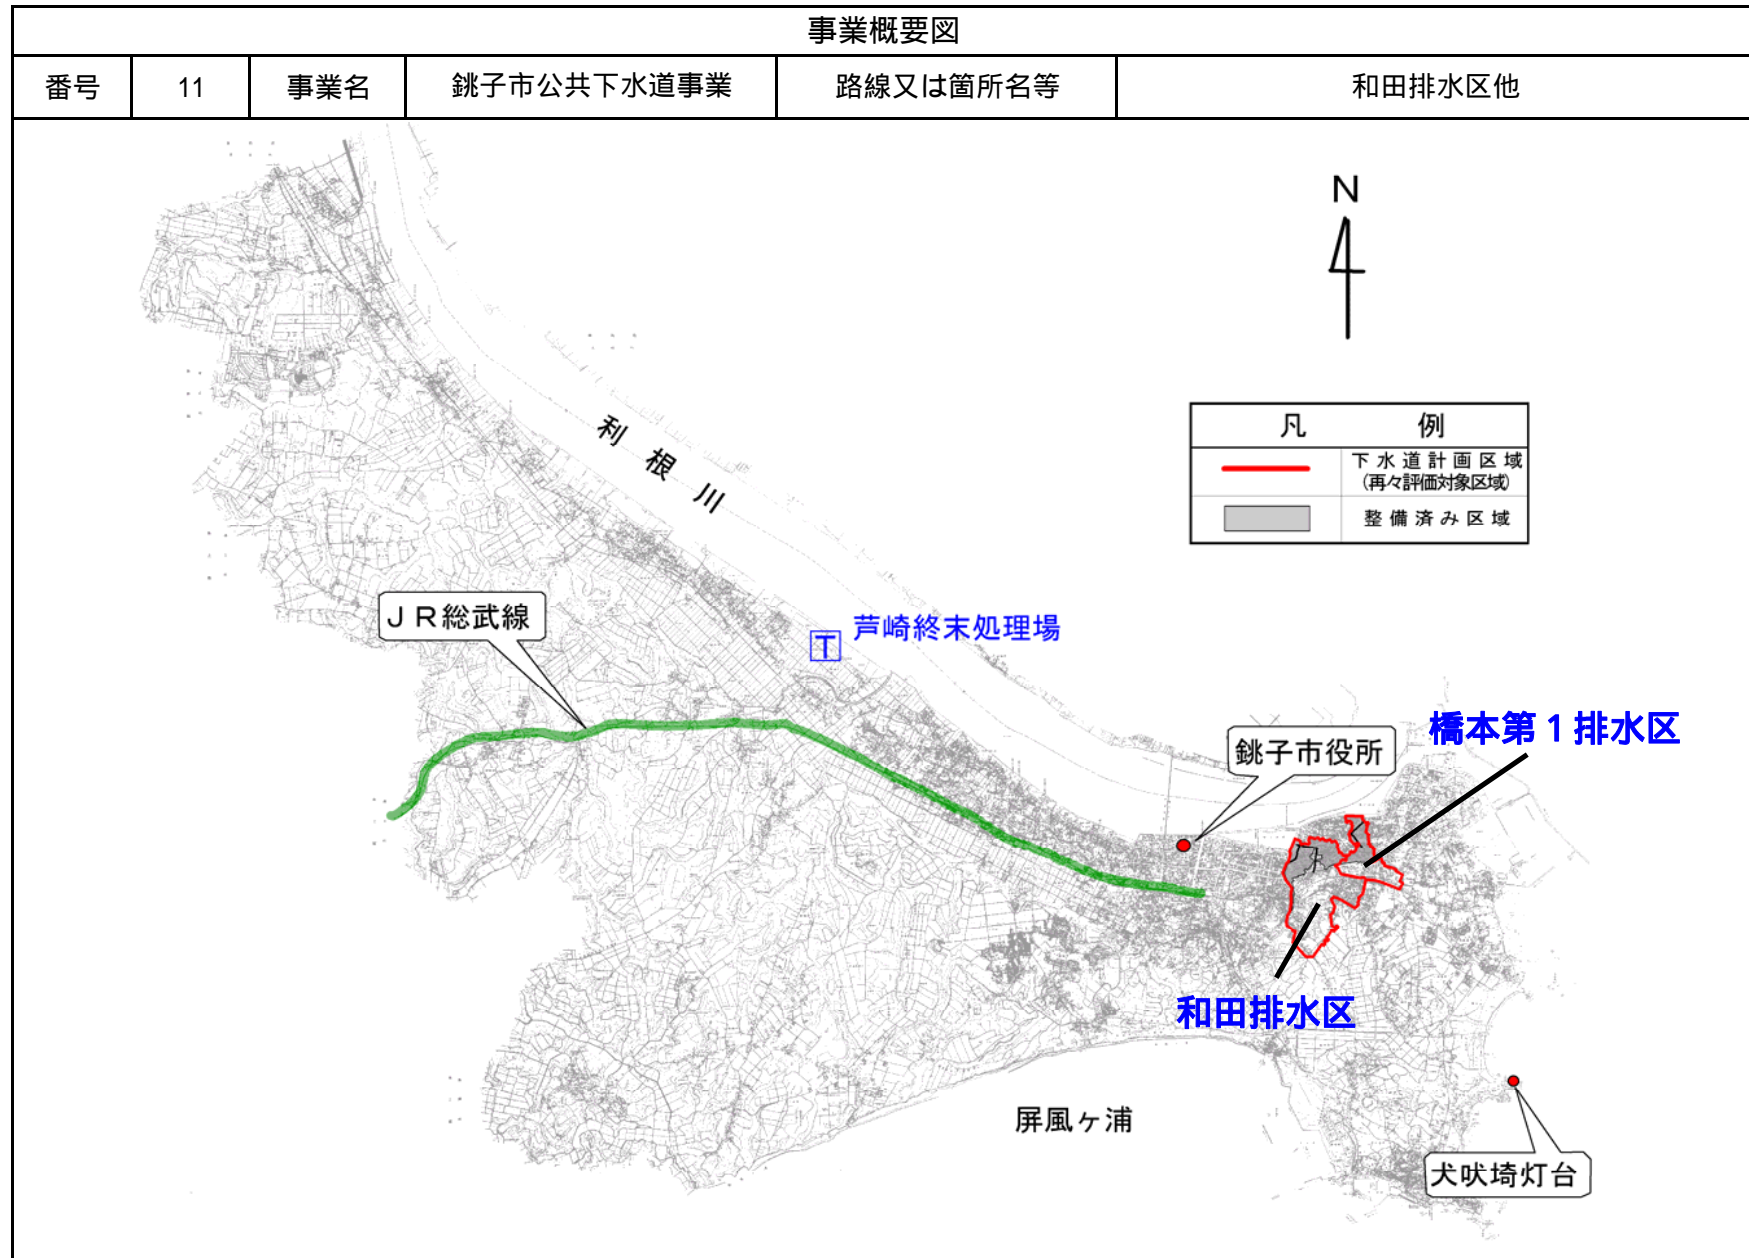 事業概要図
番号 11 事業名 銚子市公共下水道事業 路線又は箇所名等 和田排水区他
N
凡 例
下水道計画区域
(再々評価対象区域)
整備済み区域
利根川
JR総武線
T 芦崎終末処理場
橋本第1排水区
銚子市役所
和田排水区
屏風ヶ浦
犬吠埼灯台